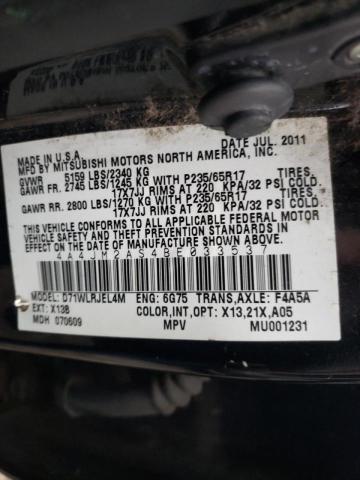 DATE JUL. 2011
MADE IN U.S.A.
MFD BY MITSUBISHI MOTORS NORTH AMERICA, INC.
GVWR 5159 LBS/2340 KG
GAWR FR. 2745 LBS/1245 KG WITH P235/65R17 TIRES,
17X7JJ RIMS AT 220 KPA/32 PSI COLD.
GAWR RR. 2800 LBS/1270 KG WITH P235/65R17 TIRES,
17X7JJ RIMS AT 220 KPA/32 PSI COLD.
THIS VEHICLE CONFORMS TO ALL APPLICABLE FEDERAL
MOTOR VEHICLE SAFETY STANDARDS IN EFFECT ON THE
DATE OF MANUFACTURE SHOWN ABOVE.
4A4JM2AS4BE033537
MODEL: D71WLRJEL4M ENG: 6G75 TRANS,AXLE: F4A5A
EXT: X13B COLOR,INT,OPT: X13,21X,A05
MDH 070609 MPV MU001231